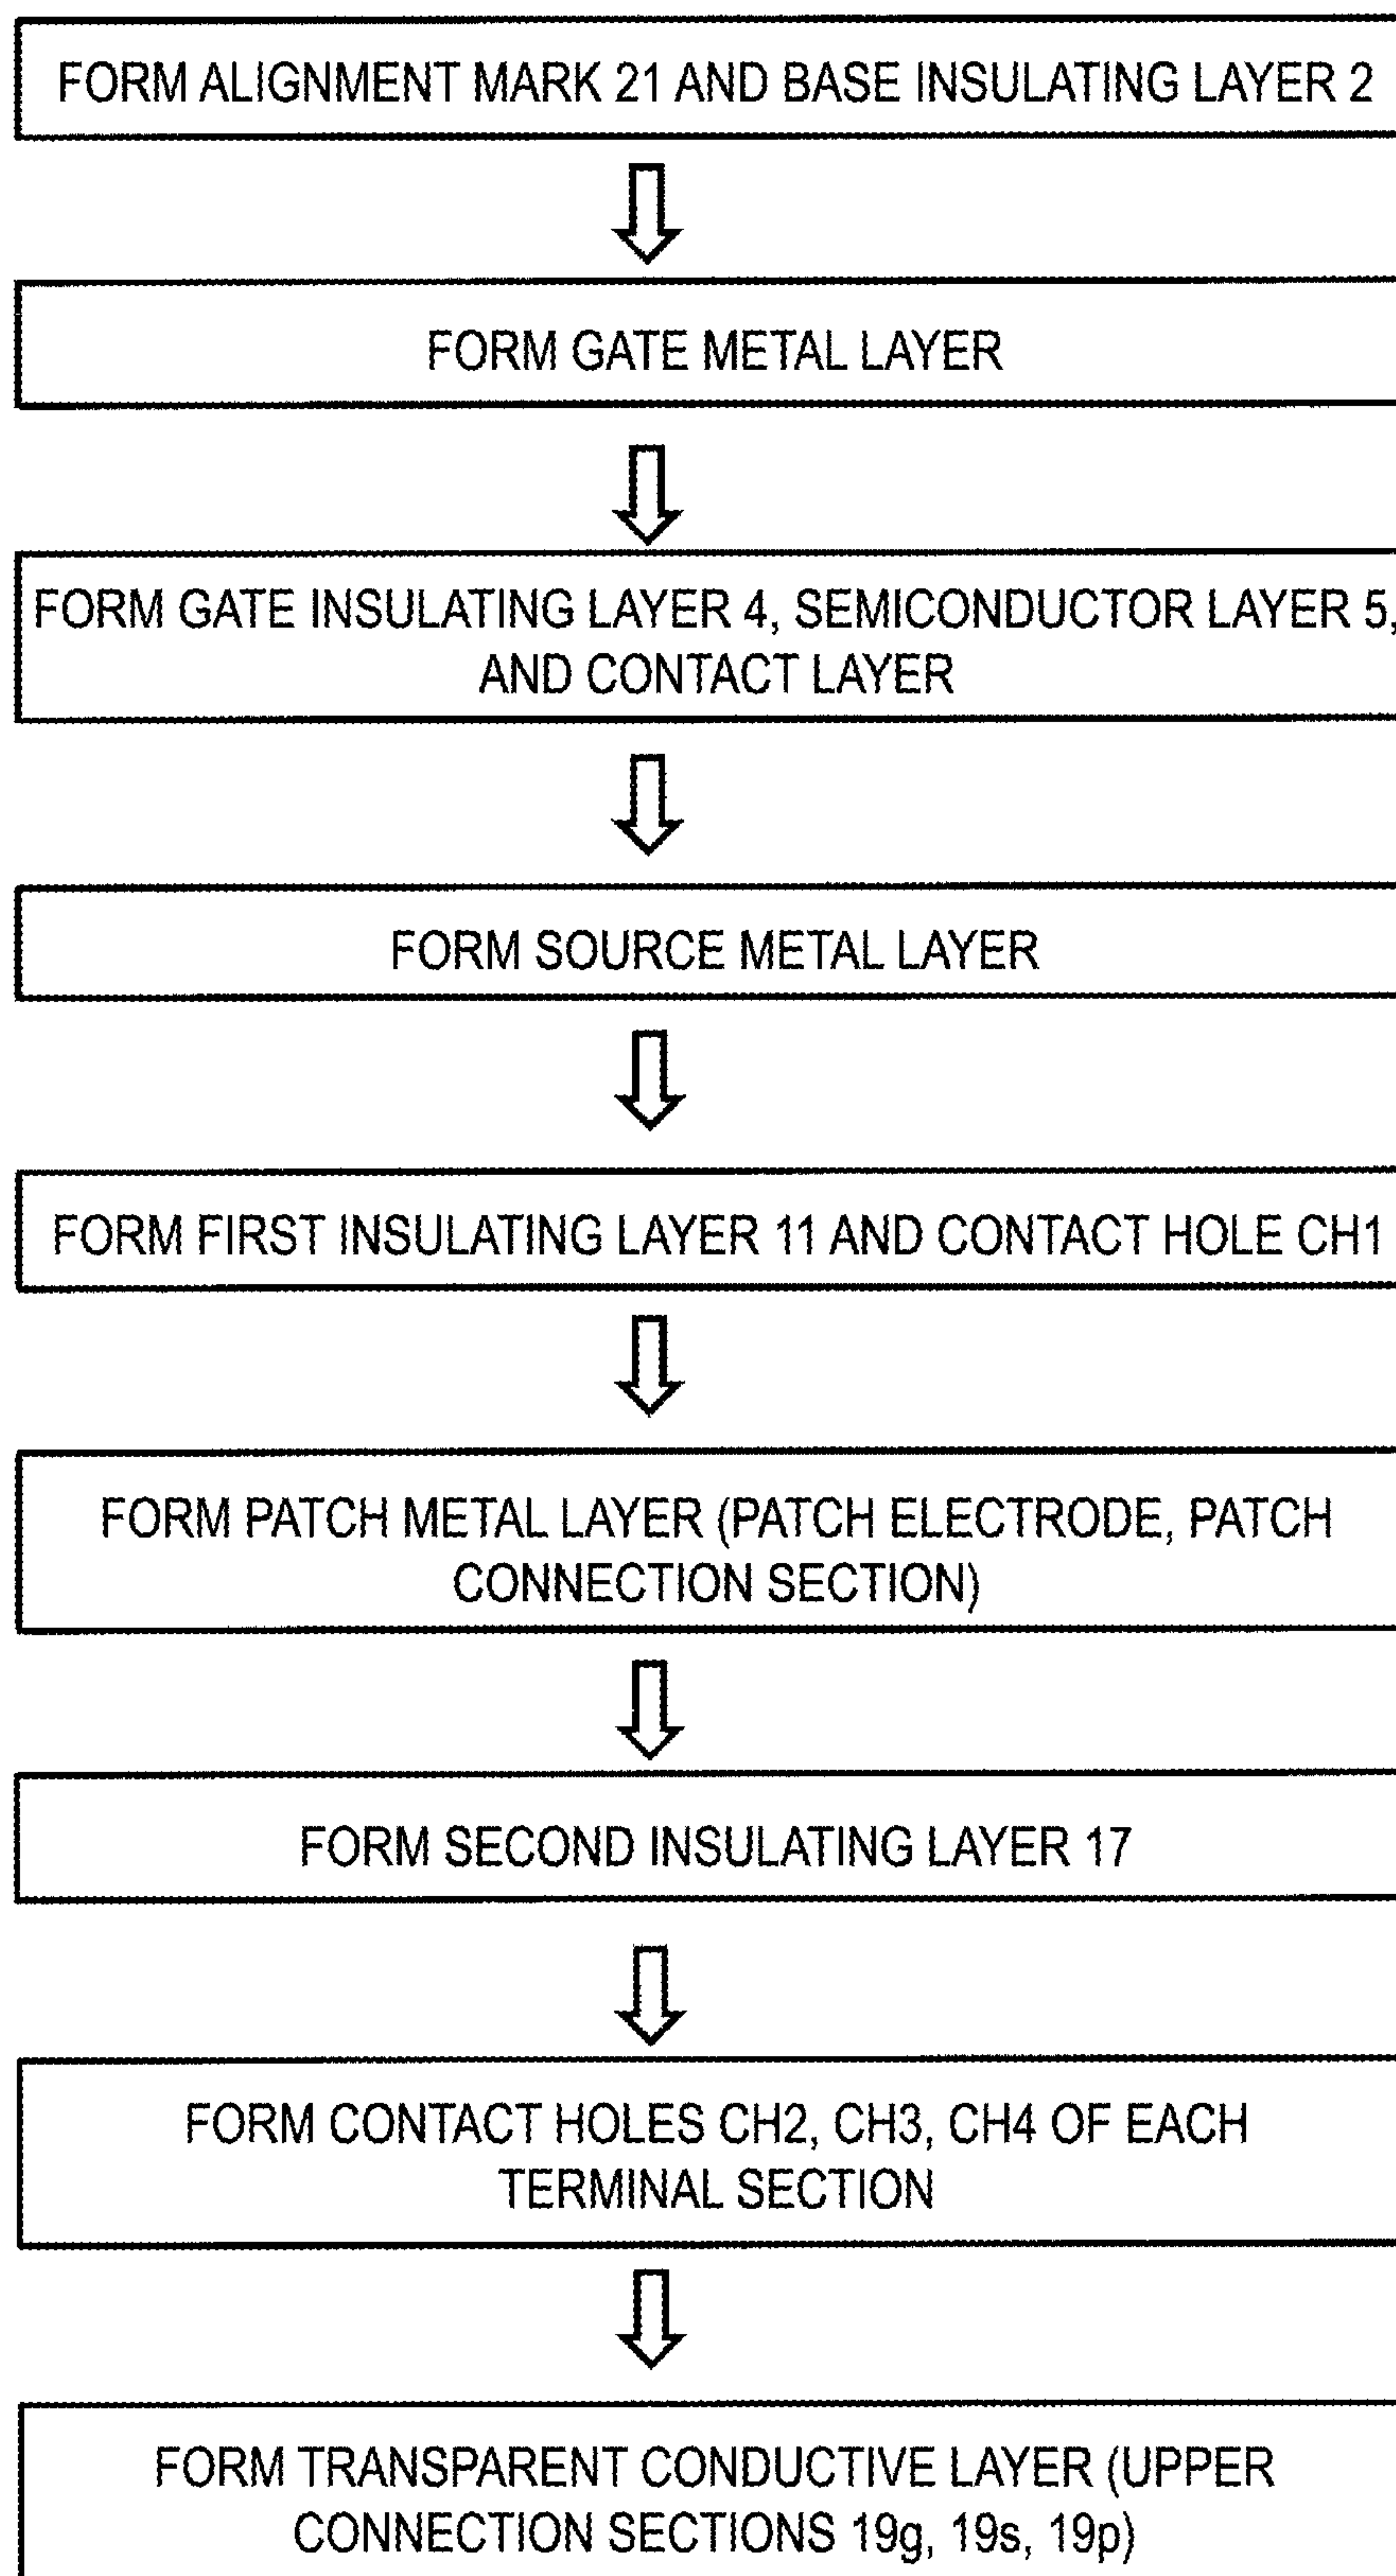 FORM ALIGNMENT MARK 21 AND BASE INSULATING LAYER 2
FORM GATE METAL LAYER
FORM GATE INSULATING LAYER 4, SEMICONDUCTOR LAYER 5,
AND CONTACT LAYER
FORM SOURCE METAL LAYER
FORM FIRST INSULATING LAYER 11 AND CONTACT HOLE CH1
FORM PATCH METAL LAYER (PATCH ELECTRODE, PATCH
CONNECTION SECTION)
FORM SECOND INSULATING LAYER 17
FORM CONTACT HOLES CH2, CH3, CH4 OF EACH
TERMINAL SECTION
FORM TRANSPARENT CONDUCTIVE LAYER (UPPER
CONNECTION SECTIONS 19g, 19s, 19p)